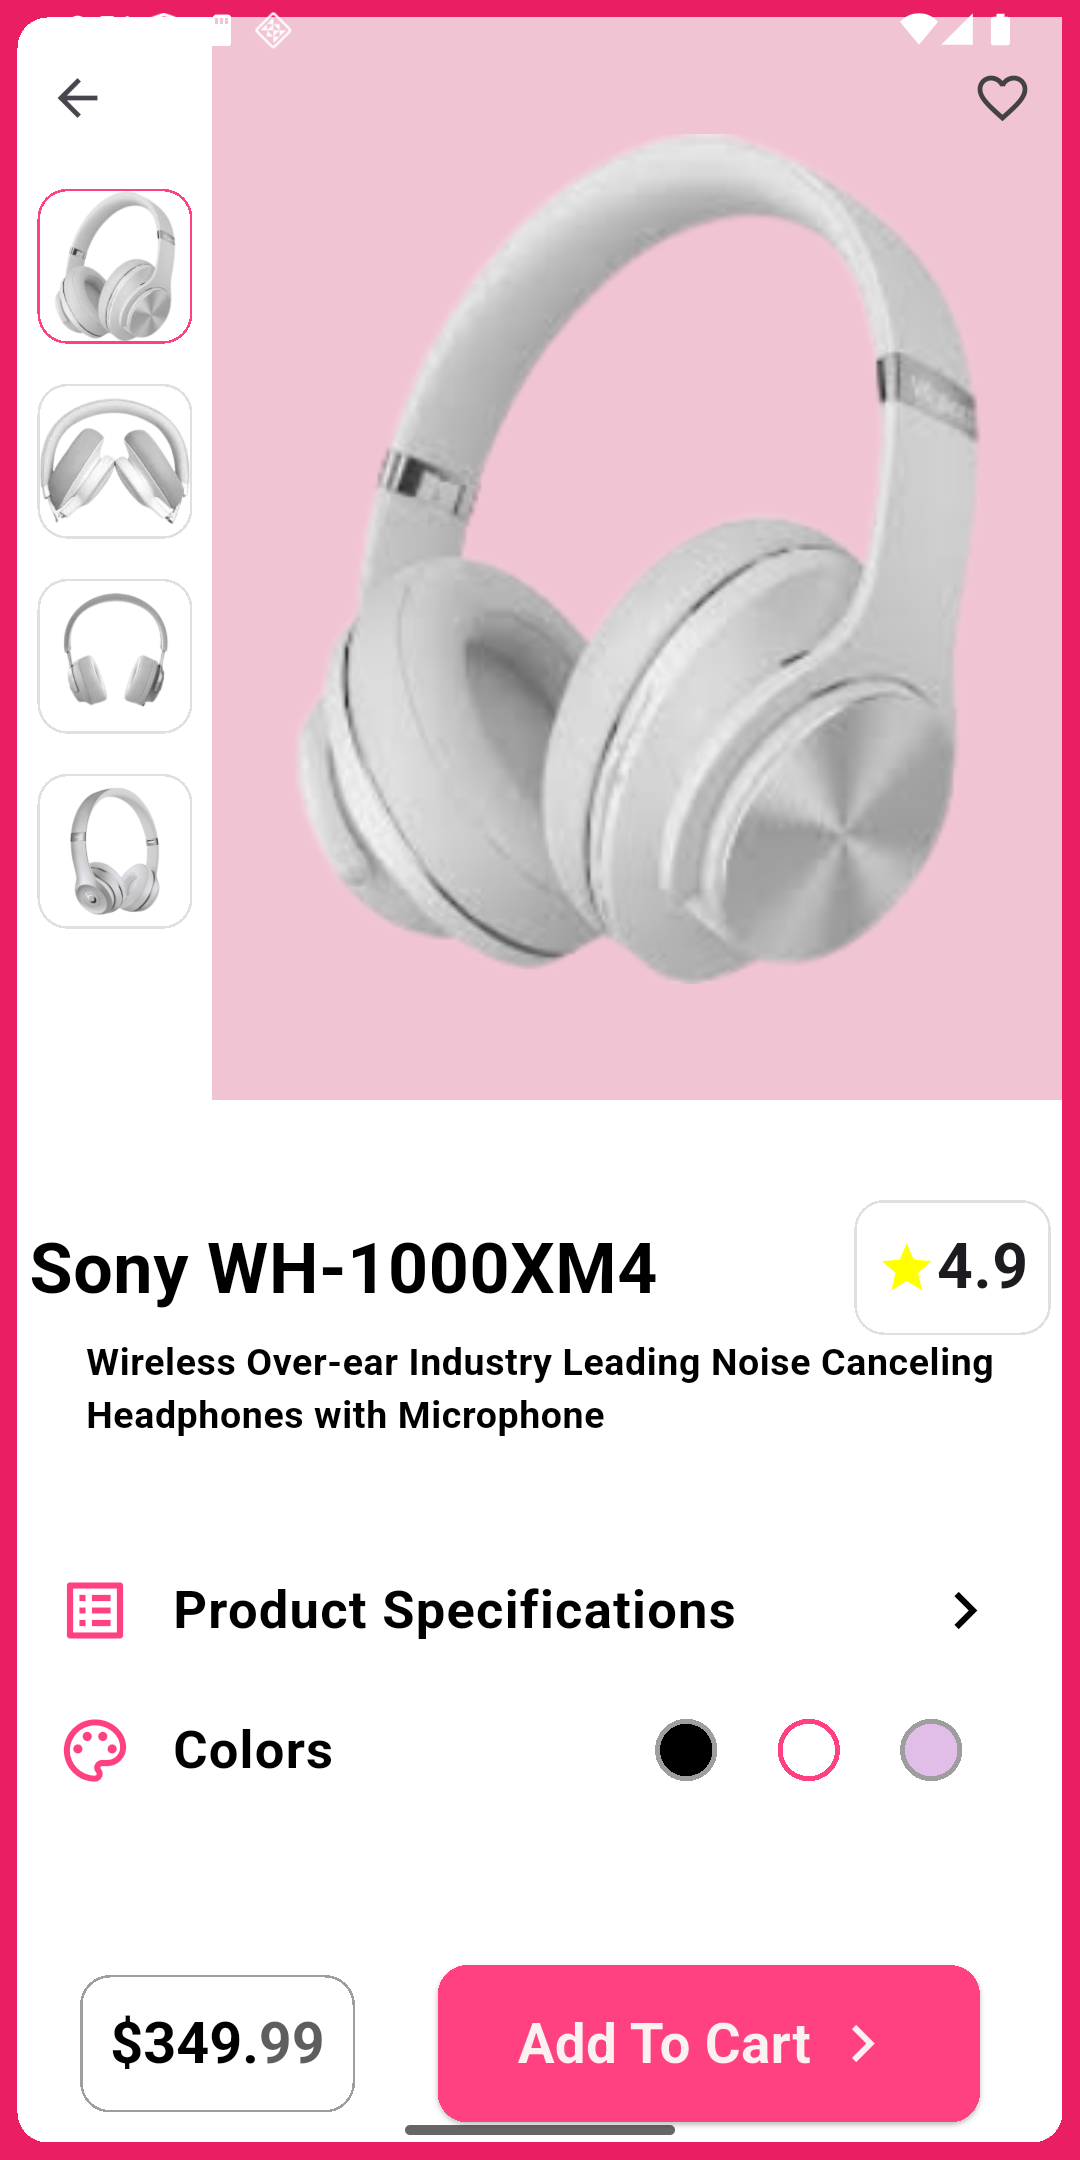 Sony WH-1000XM4
4.9
Wireless Over-ear Industry Leading Noise Canceling
Headphones with Microphone
Product Specifications
Colors
$349.99
Add To Cart